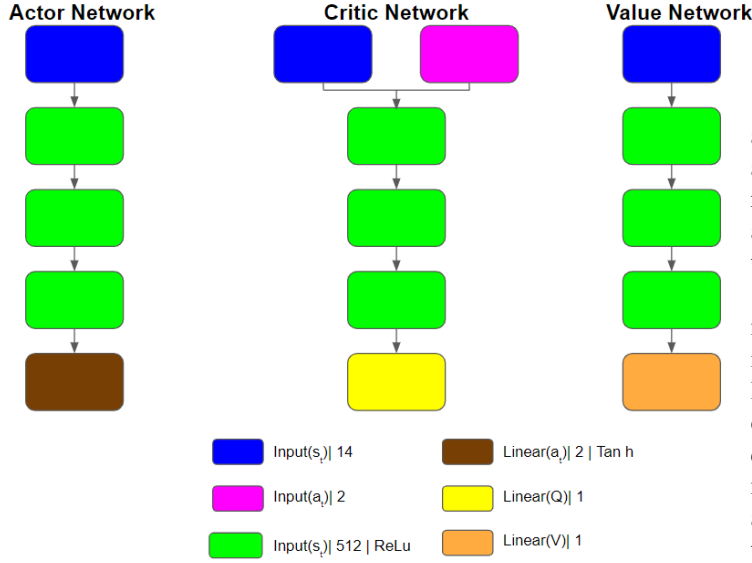 Actor Network
Critic Network
Value Network
Input(sₜ)| 14
Linear(aₜ)| 2 | Tan h
Input(aₜ)| 2
Linear(Q)| 1
Input(sₜ)| 512 | ReLu
Linear(V)| 1